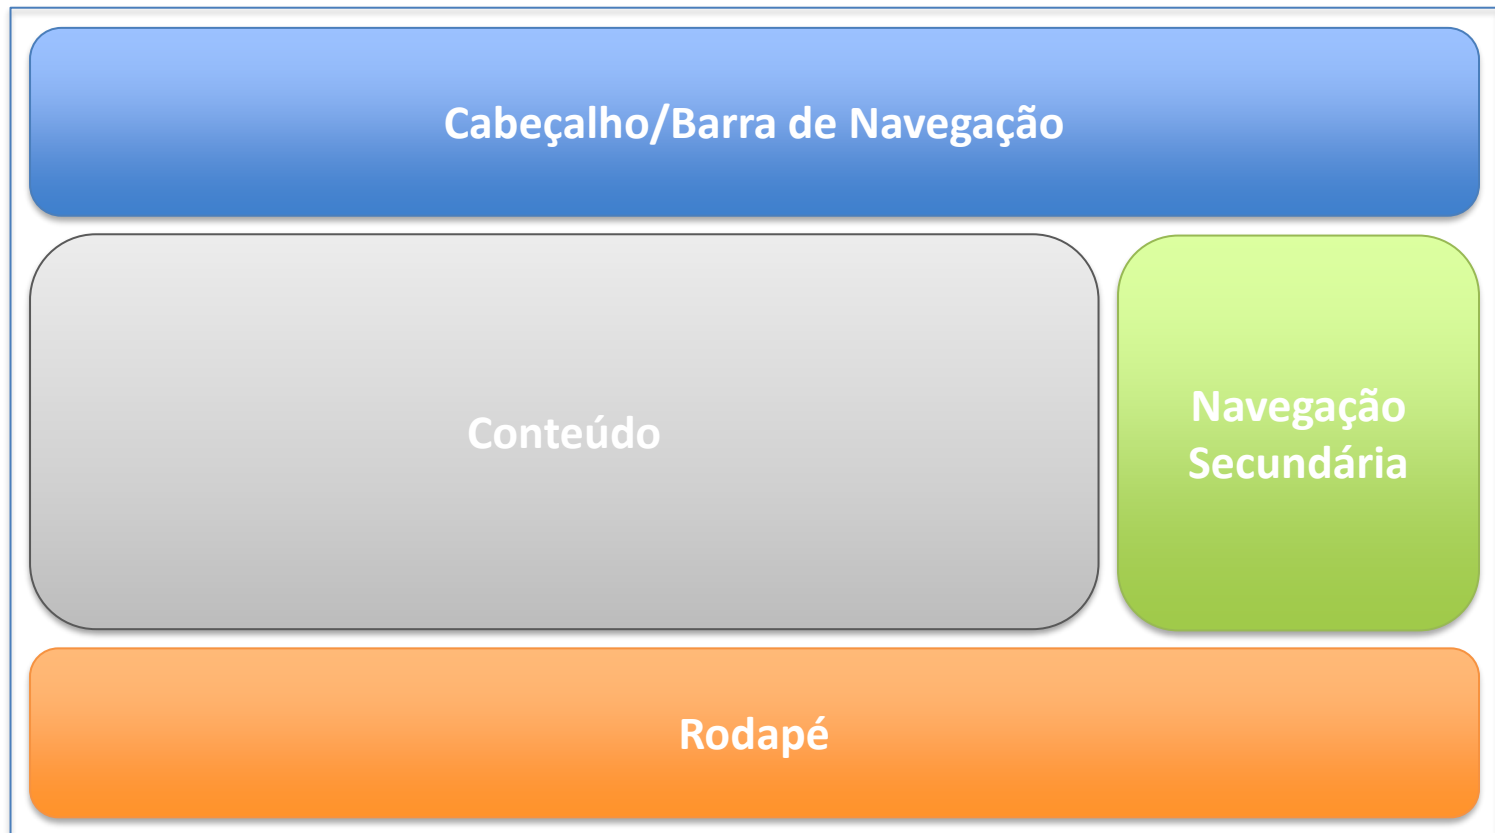 Cabeçalho/Barra de Navegação
Conteúdo
Navegação
Secundária
Rodapé